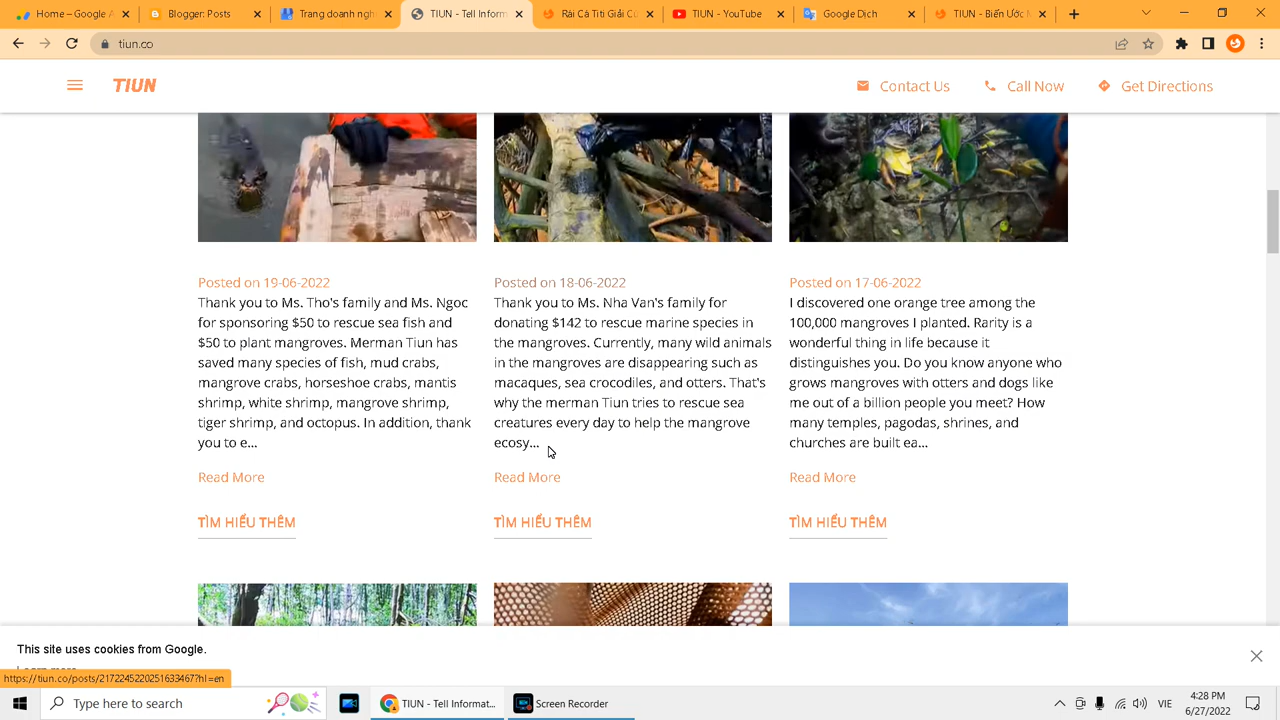 Home – Google A
Blogger: Posts
Trang doanh ngh
TIUN - Tell Inform
Rái Cá Titi Giải Cứ
TIUN - YouTube
Google Dịch
TIUN - Biến Ước M
tiun.co
TIUN
Contact Us
Call Now
Get Directions
Posted on 19-06-2022
Thank you to Ms. Tho's family and Ms. Ngoc
for sponsoring $50 to rescue sea fish and
$50 to plant mangroves. Merman Tiun has
saved many species of fish, mud crabs,
mangrove crabs, horseshoe crabs, mantis
shrimp, white shrimp, mangrove shrimp,
tiger shrimp, and octopus. In addition, thank
you to e...
Read More
TÌM HIỂU THÊM
Posted on 18-06-2022
Thank you to Ms. Nha Van's family for
donating $142 to rescue marine species in
the mangroves. Currently, many wild animals
in the mangroves are disappearing such as
macaques, sea crocodiles, and otters. That's
why the merman Tiun tries to rescue sea
creatures every day to help the mangrove
ecosy...
Read More
TÌM HIỂU THÊM
Posted on 17-06-2022
I discovered one orange tree among the
100,000 mangroves I planted. Rarity is a
wonderful thing in life because it
distinguishes you. Do you know anyone who
grows mangroves with otters and dogs like
me out of a billion people you meet? How
many temples, pagodas, shrines, and
churches are built ea...
Read More
TÌM HIỂU THÊM
This site uses cookies from Google.
Learn more
https://tiun.co/posts/2172245220251633467?hl=en
Type here to search
TIUN - Tell Informat...
Screen Recorder
VIE
4:28 PM
6/27/2022